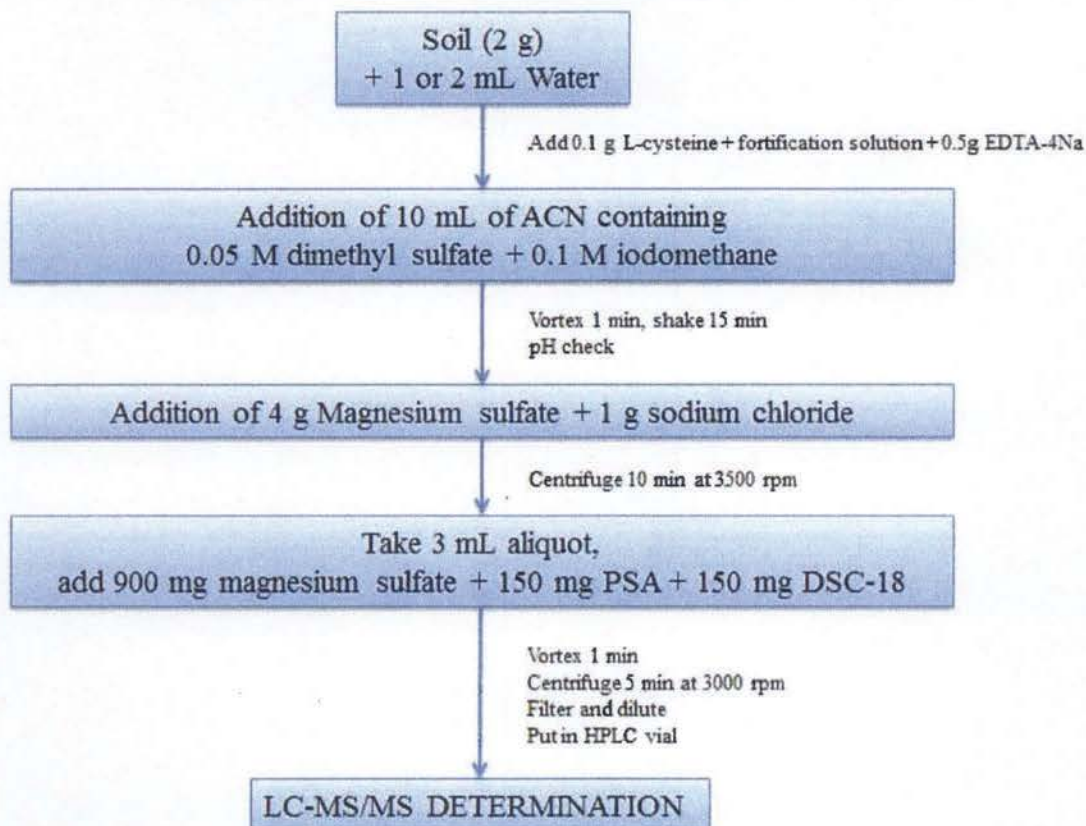 Soil (2 g)
+ 1 or 2 mL Water
Add 0.1 g L-cysteine + fortification solution + 0.5g EDTA-4Na
Addition of 10 mL of ACN containing
0.05 M dimethyl sulfate + 0.1 M iodomethane
Vortex 1 min, shake 15 min
pH check
Addition of 4 g Magnesium sulfate + 1 g sodium chloride
Centrifuge 10 min at 3500 rpm
Take 3 mL aliquot,
add 900 mg magnesium sulfate + 150 mg PSA + 150 mg DSC-18
Vortex 1 min
Centrifuge 5 min at 3000 rpm
Filter and dilute
Put in HPLC vial
LC-MS/MS DETERMINATION